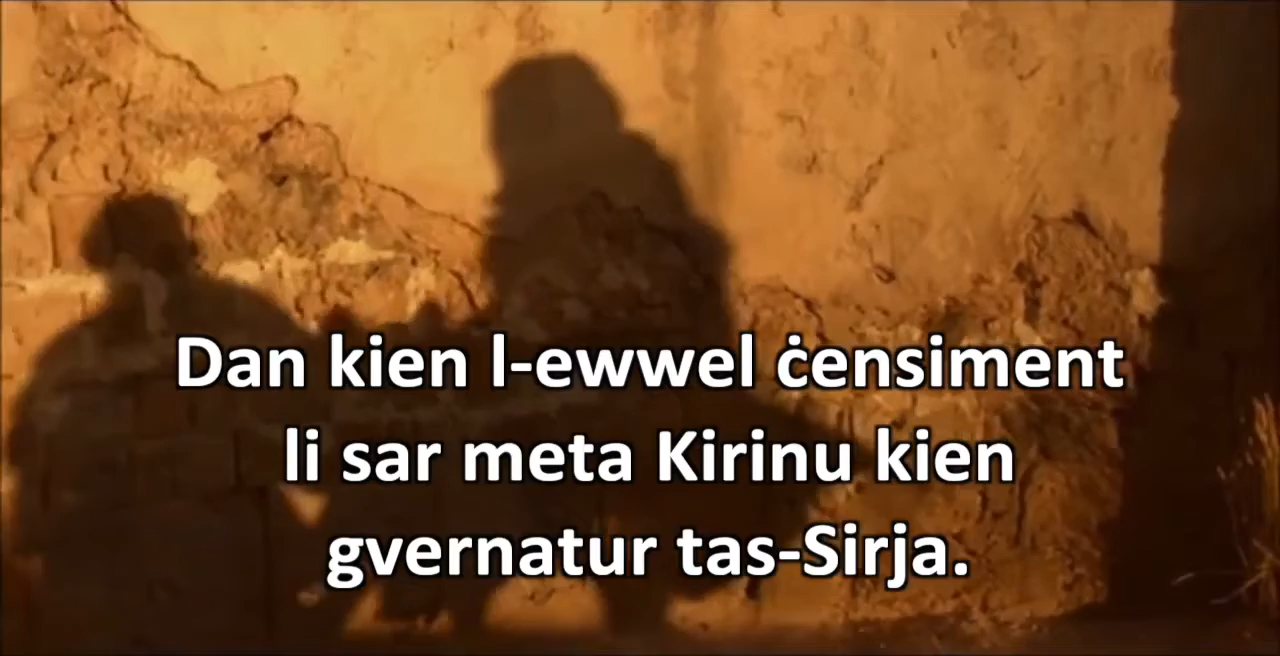 Dan kien l-ewwel ċensiment
li sar meta Kirinu kien
gvernatur tas-Sirja.